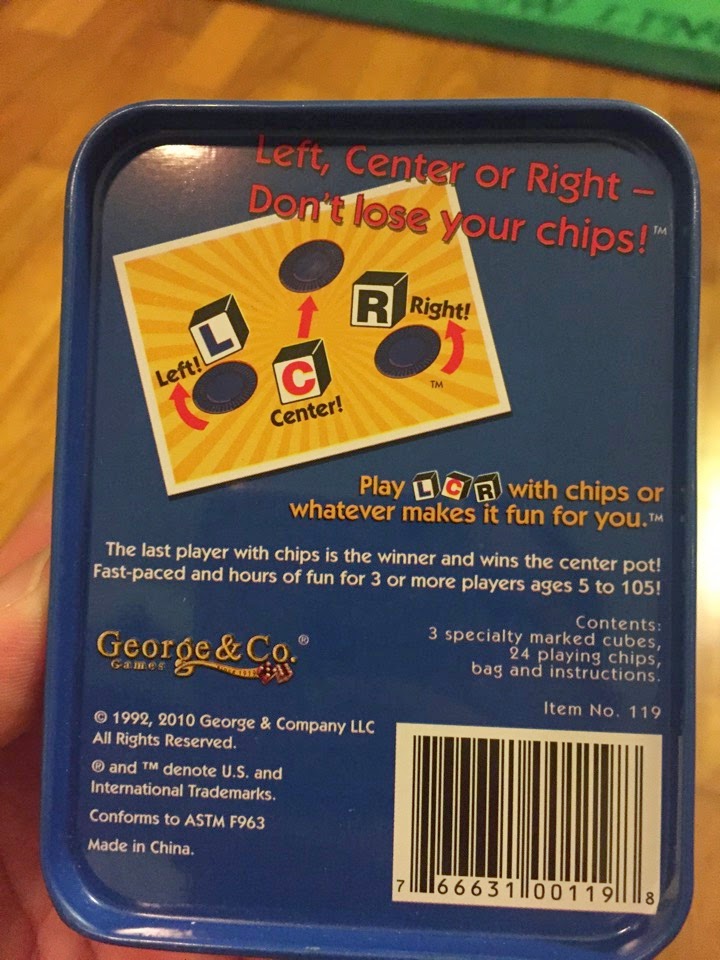 Left, Center or Right –
Don't lose your chips!™
L
R
Right!
Left!
C
Center!
TM
Play L C R with chips or
whatever makes it fun for you.™
The last player with chips is the winner and wins the center pot!
Fast-paced and hours of fun for 3 or more players ages 5 to 105!
Contents:
3 specialty marked cubes,
24 playing chips,
bag and instructions.
George & Co.®
Games
Item No. 119
© 1992, 2010 George & Company LLC
All Rights Reserved.
® and ™ denote U.S. and
International Trademarks.
Conforms to ASTM F963
Made in China.
7 66631 00119 8